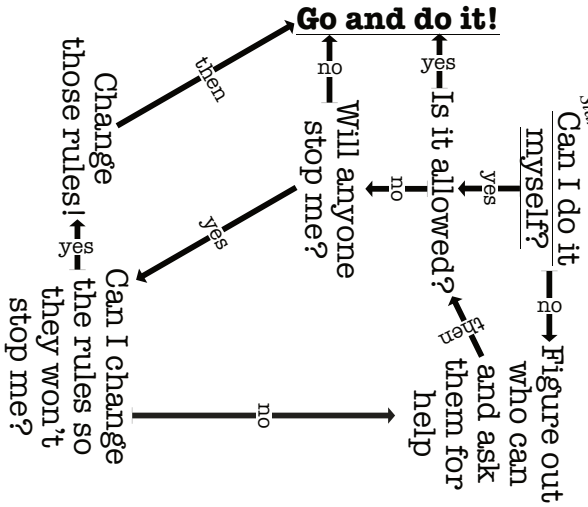 Go and do it!
Can I do it
myself?
yes
no
Is it allowed?
yes
no
Figure out
who can
and ask
them for
help
then
Will anyone
stop me?
no
yes
Can I change
the rules so
they won't
stop me?
yes
no
Change
those rules!
then